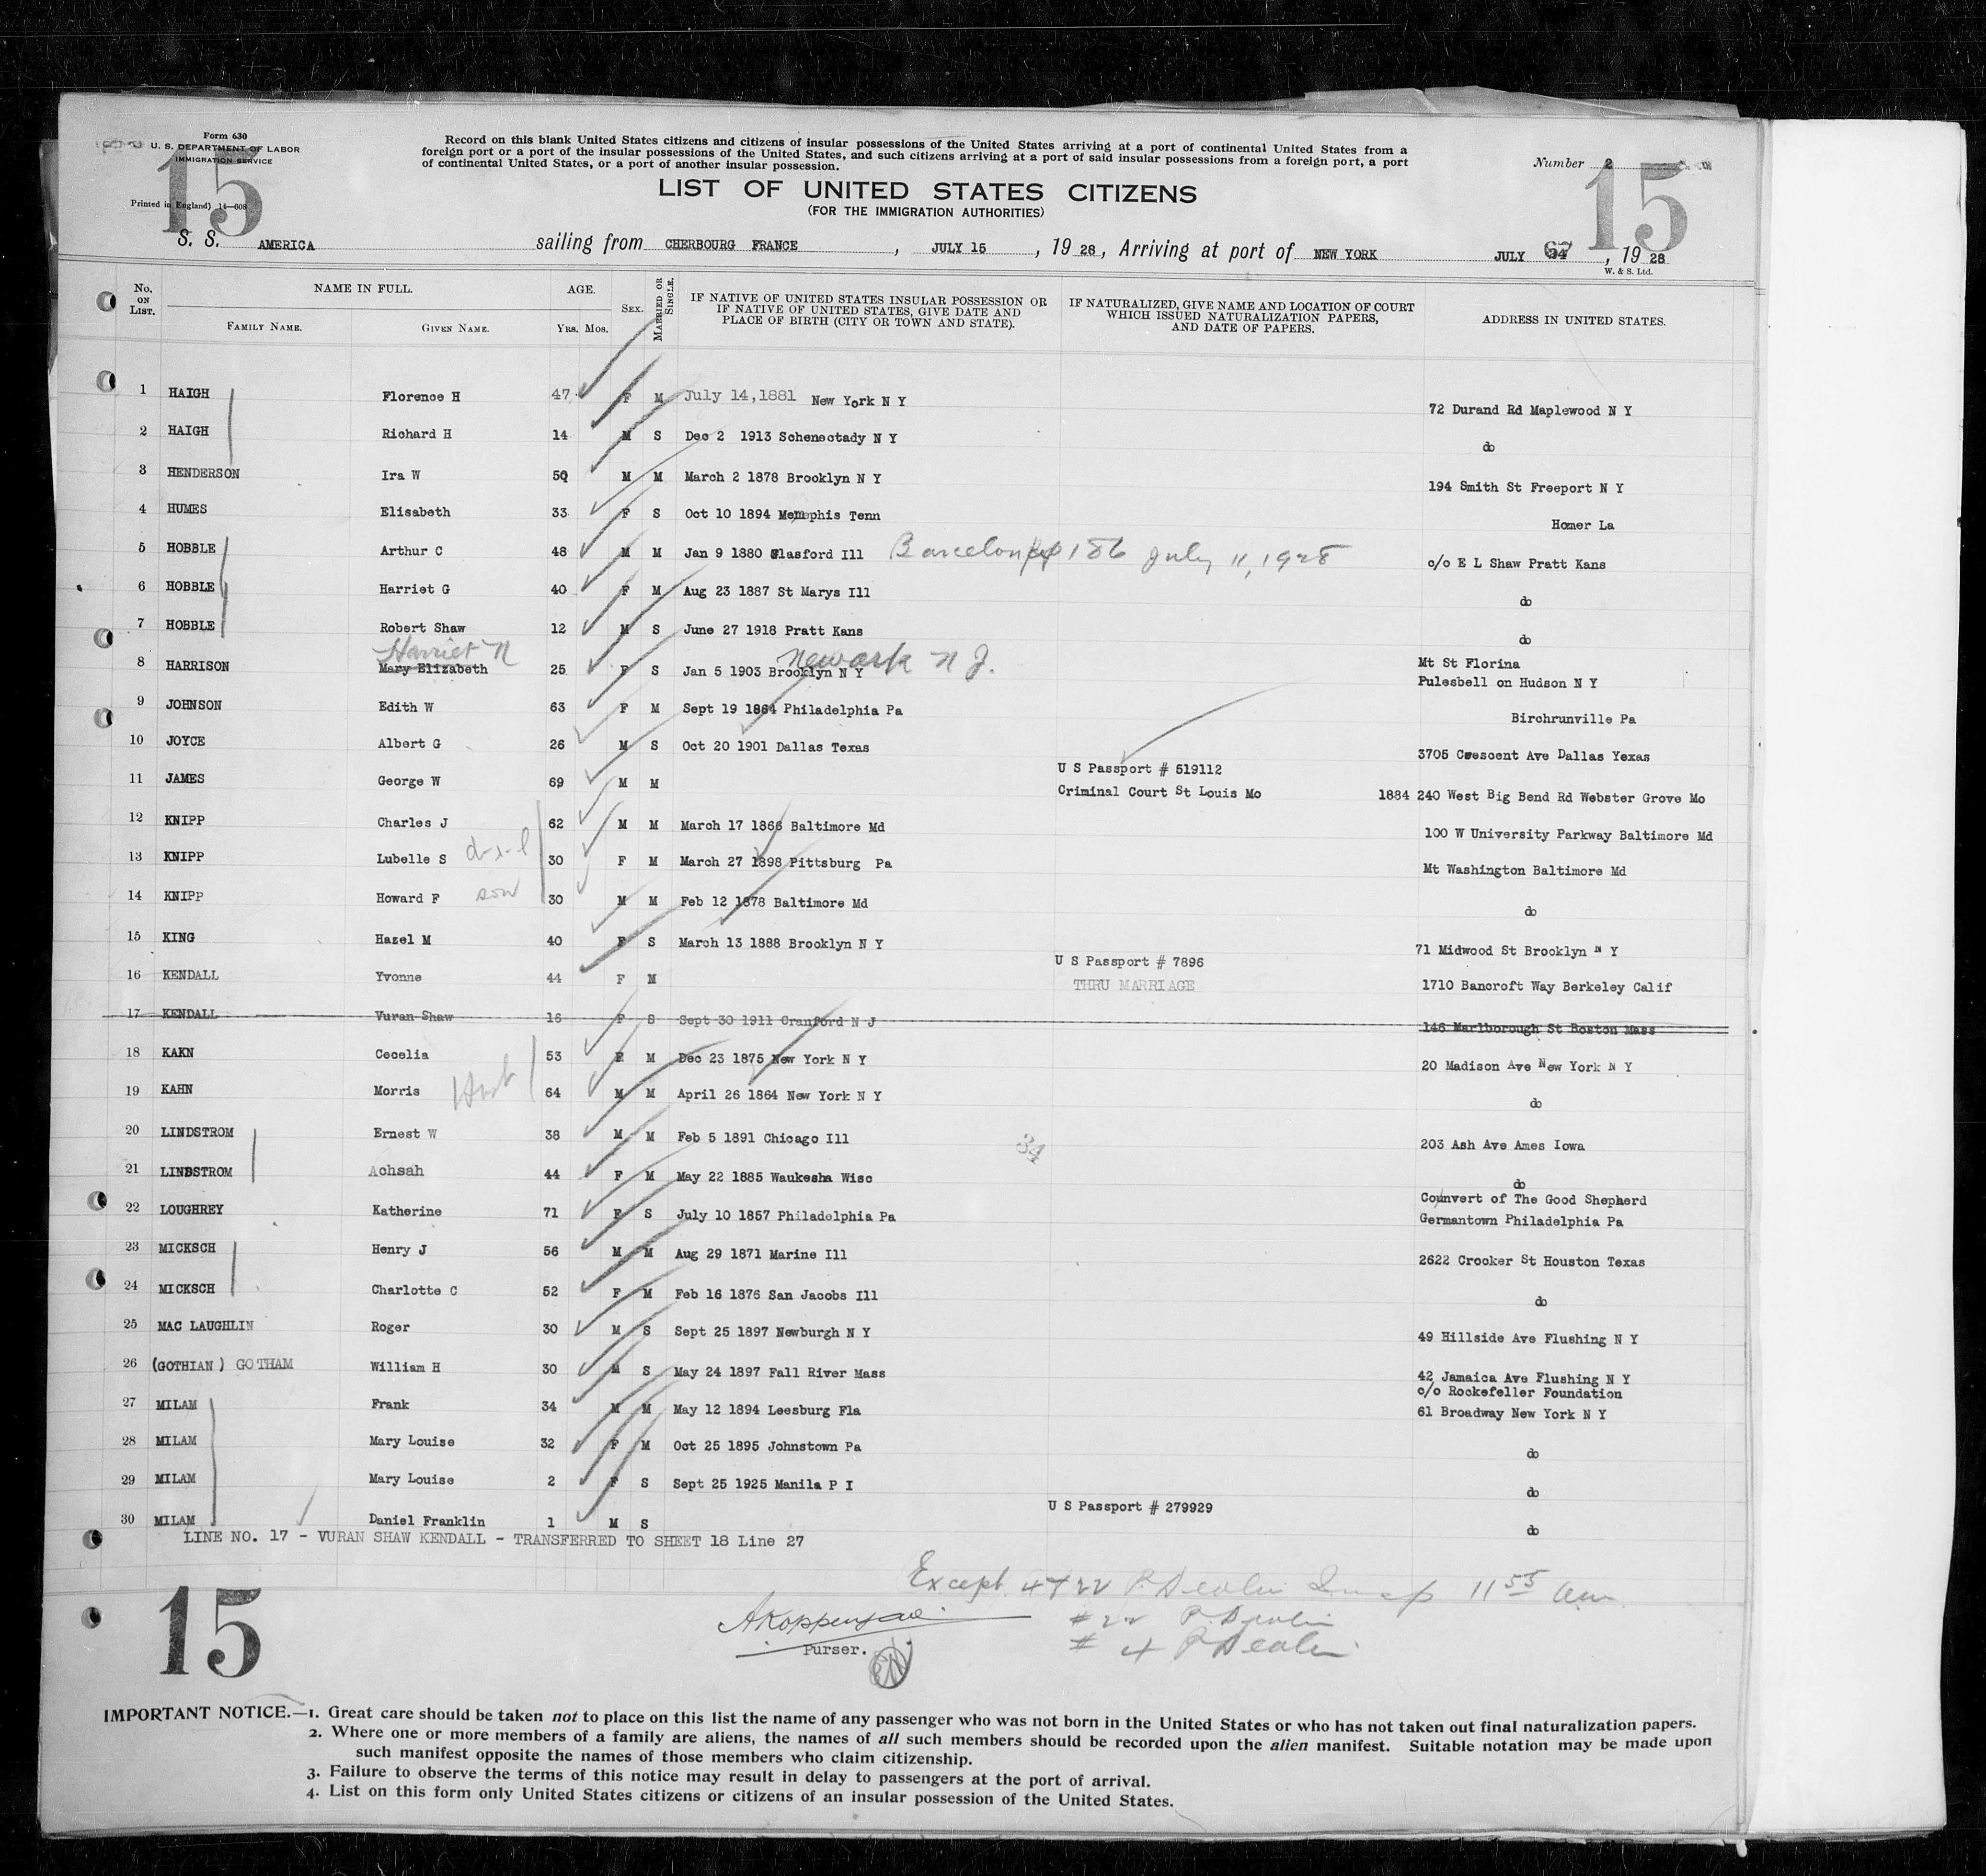 Form 630
U. S. DEPARTMENT OF LABOR
IMMIGRATION SERVICE
Printed in England) 14—608
15
Record on this blank United States citizens and citizens of insular possessions of the United States arriving at a port of continental United States from a
foreign port or a port of the insular possessions of the United States, and such citizens arriving at a port of said insular possessions from a foreign port, a port
of continental United States, or a port of another insular possession.
Number 2
15
LIST OF UNITED STATES CITIZENS
(FOR THE IMMIGRATION AUTHORITIES)
S. S. AMERICA sailing from CHERBOURG FRANCE , JULY 15 , 19 28, Arriving at port of NEW YORK JULY 24 , 19 28
W. & S. Ltd.
No. ON LIST. NAME IN FULL. FAMILY NAME. GIVEN NAME. AGE. YRS. MOS. SEX. MARRIED OR SINGLE. IF NATIVE OF UNITED STATES INSULAR POSSESSION OR IF NATIVE OF UNITED STATES, GIVE DATE AND PLACE OF BIRTH (CITY OR TOWN AND STATE). IF NATURALIZED, GIVE NAME AND LOCATION OF COURT WHICH ISSUED NATURALIZATION PAPERS, AND DATE OF PAPERS. ADDRESS IN UNITED STATES.
1 HAIGH Florence H 47 F M July 14,1881 New York N Y 72 Durand Rd Maplewood N Y
2 HAIGH Richard H 14 M S Dec 2 1913 Schenectady N Y do
3 HENDERSON Ira W 50 M M March 2 1878 Brooklyn N Y 194 Smith St Freeport N Y
4 HUMES Elisabeth 33 F S Oct 10 1894 Memphis Tenn Homer La
5 HOBBLE Arthur C 48 M M Jan 9 1880 Glasford Ill Barcelona 186 July 11, 1928 c/o E L Shaw Pratt Kans
6 HOBBLE Harriet G 40 F M Aug 23 1887 St Marys Ill do
7 HOBBLE Robert Shaw 12 M S June 27 1918 Pratt Kans do
Harriet N Newark N J.
8 HARRISON Mary Elizabeth 25 F S Jan 5 1903 Brooklyn N Y Mt St Florina
Pulesbell on Hudson N Y
9 JOHNSON Edith W 63 F M Sept 19 1864 Philadelphia Pa Birchrunville Pa
10 JOYCE Albert G 26 M S Oct 20 1901 Dallas Texas 3705 Crescent Ave Dallas Yexas
U S Passport # 519112
11 JAMES George W 69 M M Criminal Court St Louis Mo 1884 240 West Big Bend Rd Webster Grove Mo
12 KNIPP Charles J 62 M M March 17 1866 Baltimore Md 100 W University Parkway Baltimore Md
13 KNIPP Lubelle S d-i-l 30 F M March 27 1898 Pittsburg Pa Mt Washington Baltimore Md
14 KNIPP Howard F son 30 M M Feb 12 1878 Baltimore Md do
15 KING Hazel M 40 F S March 13 1888 Brooklyn N Y 71 Midwood St Brooklyn N Y
U S Passport # 7896
16 KENDALL Yvonne 44 F M THRU MARRIAGE 1710 Bancroft Way Berkeley Calif
17 KENDALL Vuran Shaw 16 F S Sept 30 1911 Cranford N J 146 Marlborough St Boston Mass
18 KAKN Cecelia 53 F M Dec 23 1875 New York N Y 20 Madison Ave New York N Y
19 KAHN Morris Husb 64 M M April 26 1864 New York N Y do
20 LINDSTROM Ernest W 38 M M Feb 5 1891 Chicago Ill 203 Ash Ave Ames Iowa
34
21 LINDSTROM Achsah 44 F M May 22 1885 Waukesha Wisc do
Counvert of The Good Shepherd
22 LOUGHREY Katherine 71 F S July 10 1857 Philadelphia Pa Germantown Philadelphia Pa
23 MICKSCH Henry J 56 M M Aug 29 1871 Marine Ill 2622 Crooker St Houston Texas
24 MICKSCH Charlotte C 52 F M Feb 16 1876 San Jacobs Ill do
25 MAC LAUGHLIN Roger 30 M S Sept 25 1897 Newburgh N Y 49 Hillside Ave Flushing N Y
26 (GOTHIAN) GOTHAM William H 30 M S May 24 1897 Fall River Mass 42 Jamaica Ave Flushing N Y
c/o Rockefeller Foundation
27 MILAM Frank 34 M M May 12 1894 Leesburg Fla 61 Broadway New York N Y
28 MILAM Mary Louise 32 F M Oct 25 1895 Johnstown Pa do
29 MILAM Mary Louise 2 F S Sept 25 1925 Manila P I do
U S Passport # 279929
30 MILAM Daniel Franklin 1 M S do
LINE NO. 17 - VURAN SHAW KENDALL - TRANSFERRED TO SHEET 18 Line 27
Except 4 + 22 Insp 11 55 am
# 22
# 4
Purser.
15
IMPORTANT NOTICE.—1. Great care should be taken not to place on this list the name of any passenger who was not born in the United States or who has not taken out final naturalization papers.
2. Where one or more members of a family are aliens, the names of all such members should be recorded upon the alien manifest. Suitable notation may be made upon
such manifest opposite the names of those members who claim citizenship.
3. Failure to observe the terms of this notice may result in delay to passengers at the port of arrival.
4. List on this form only United States citizens or citizens of an insular possession of the United States.